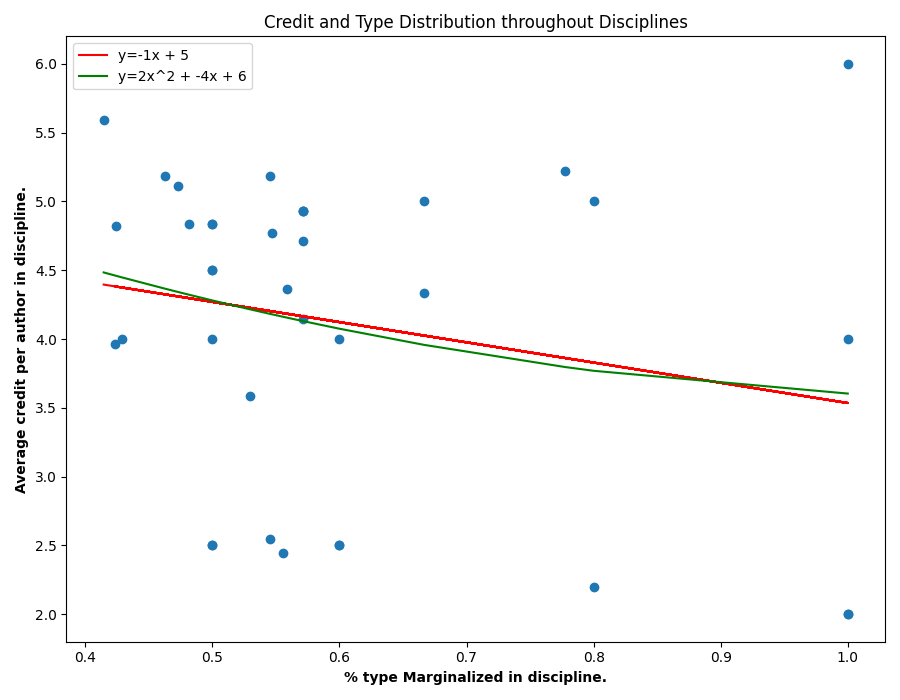 Credit and Type Distribution throughout Disciplines
y=-1x + 5
y=2x^2 + -4x + 6
6.0
5.5
5.0
4.5
4.0
3.5
3.0
2.5
2.0
Average credit per author in discipline.
0.4 0.5 0.6 0.7 0.8 0.9 1.0
% type Marginalized in discipline.